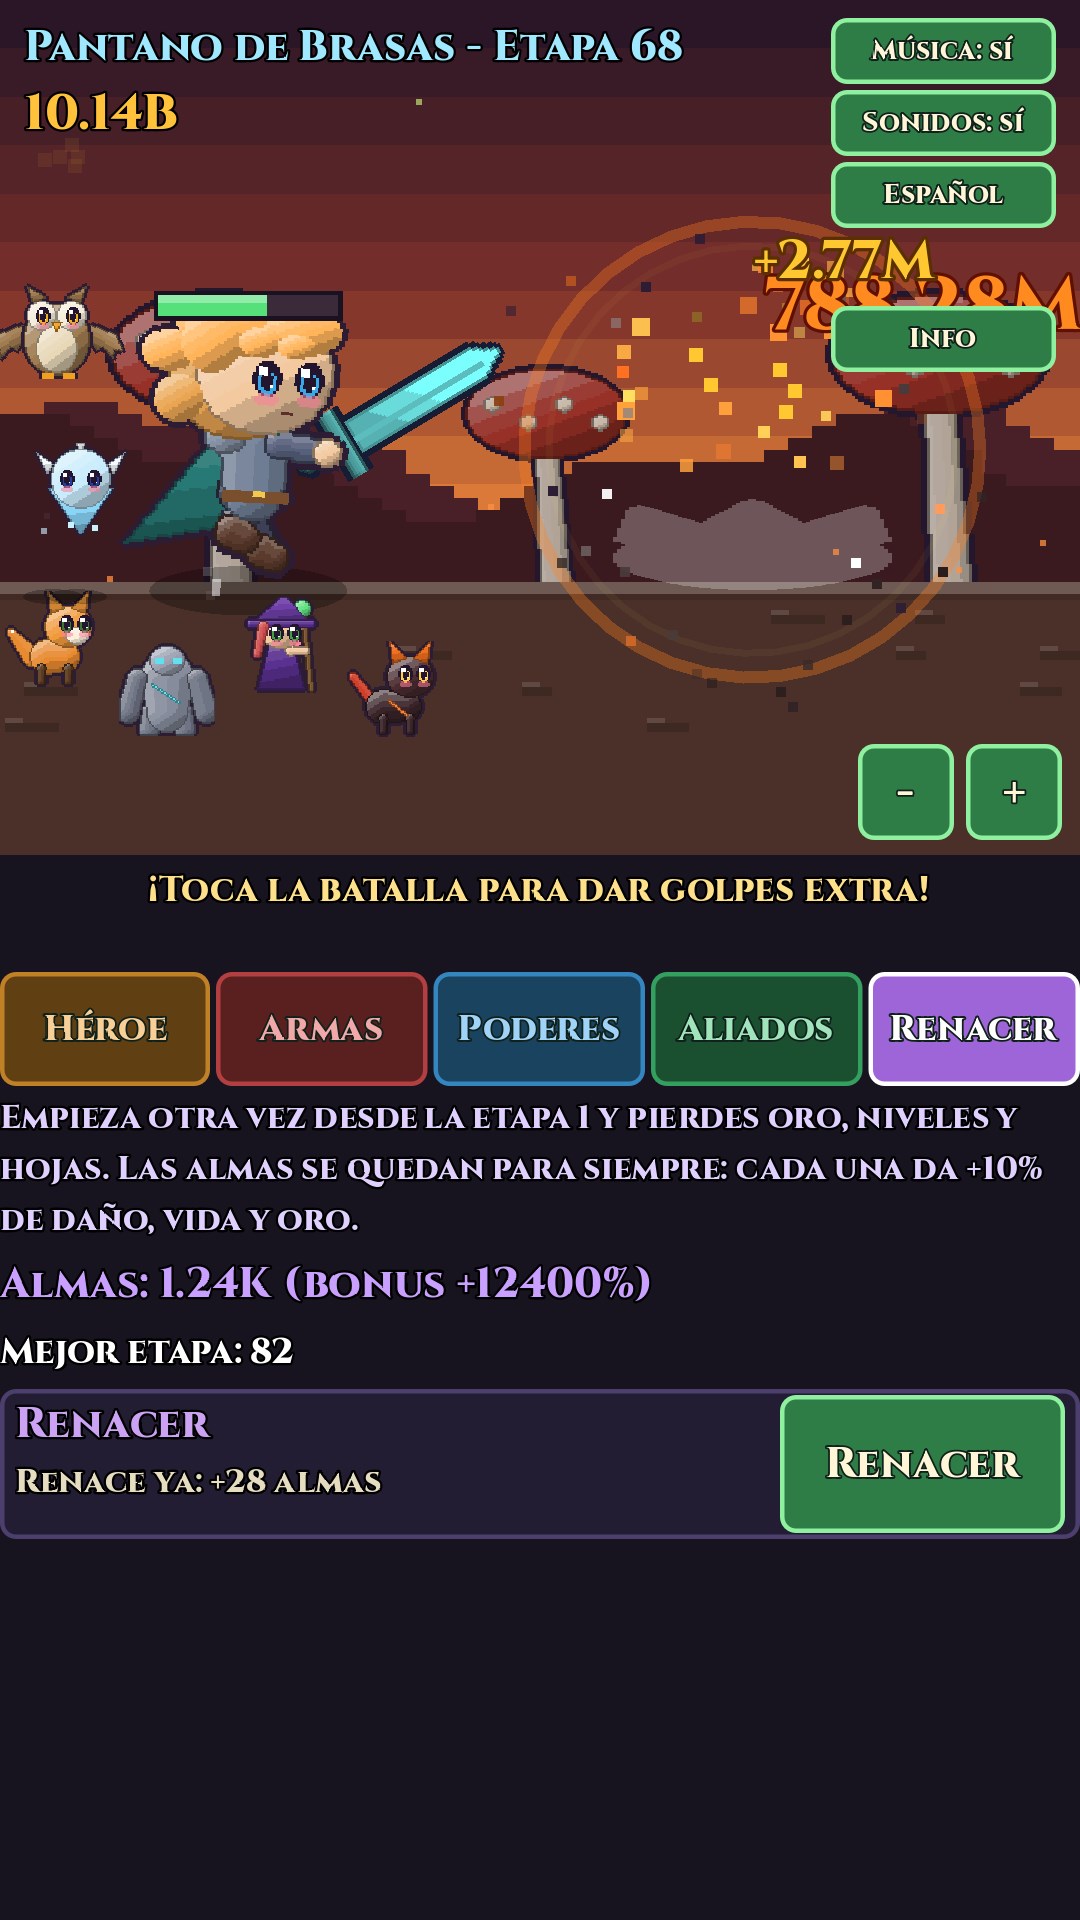 Pantano de Brasas - Etapa 68
10.14B
Música: sí
Sonidos: sí
Español
+2.77M
788.28M
Info
-
+
¡Toca la batalla para dar golpes extra!
Héroe
Armas
Poderes
Aliados
Renacer
Empieza otra vez desde la etapa 1 y pierdes oro, niveles y
hojas. Las almas se quedan para siempre: cada una da +10%
de daño, vida y oro.
Almas: 1.24K (bonus +12400%)
Mejor etapa: 82
Renacer
Renace ya: +28 almas
Renacer